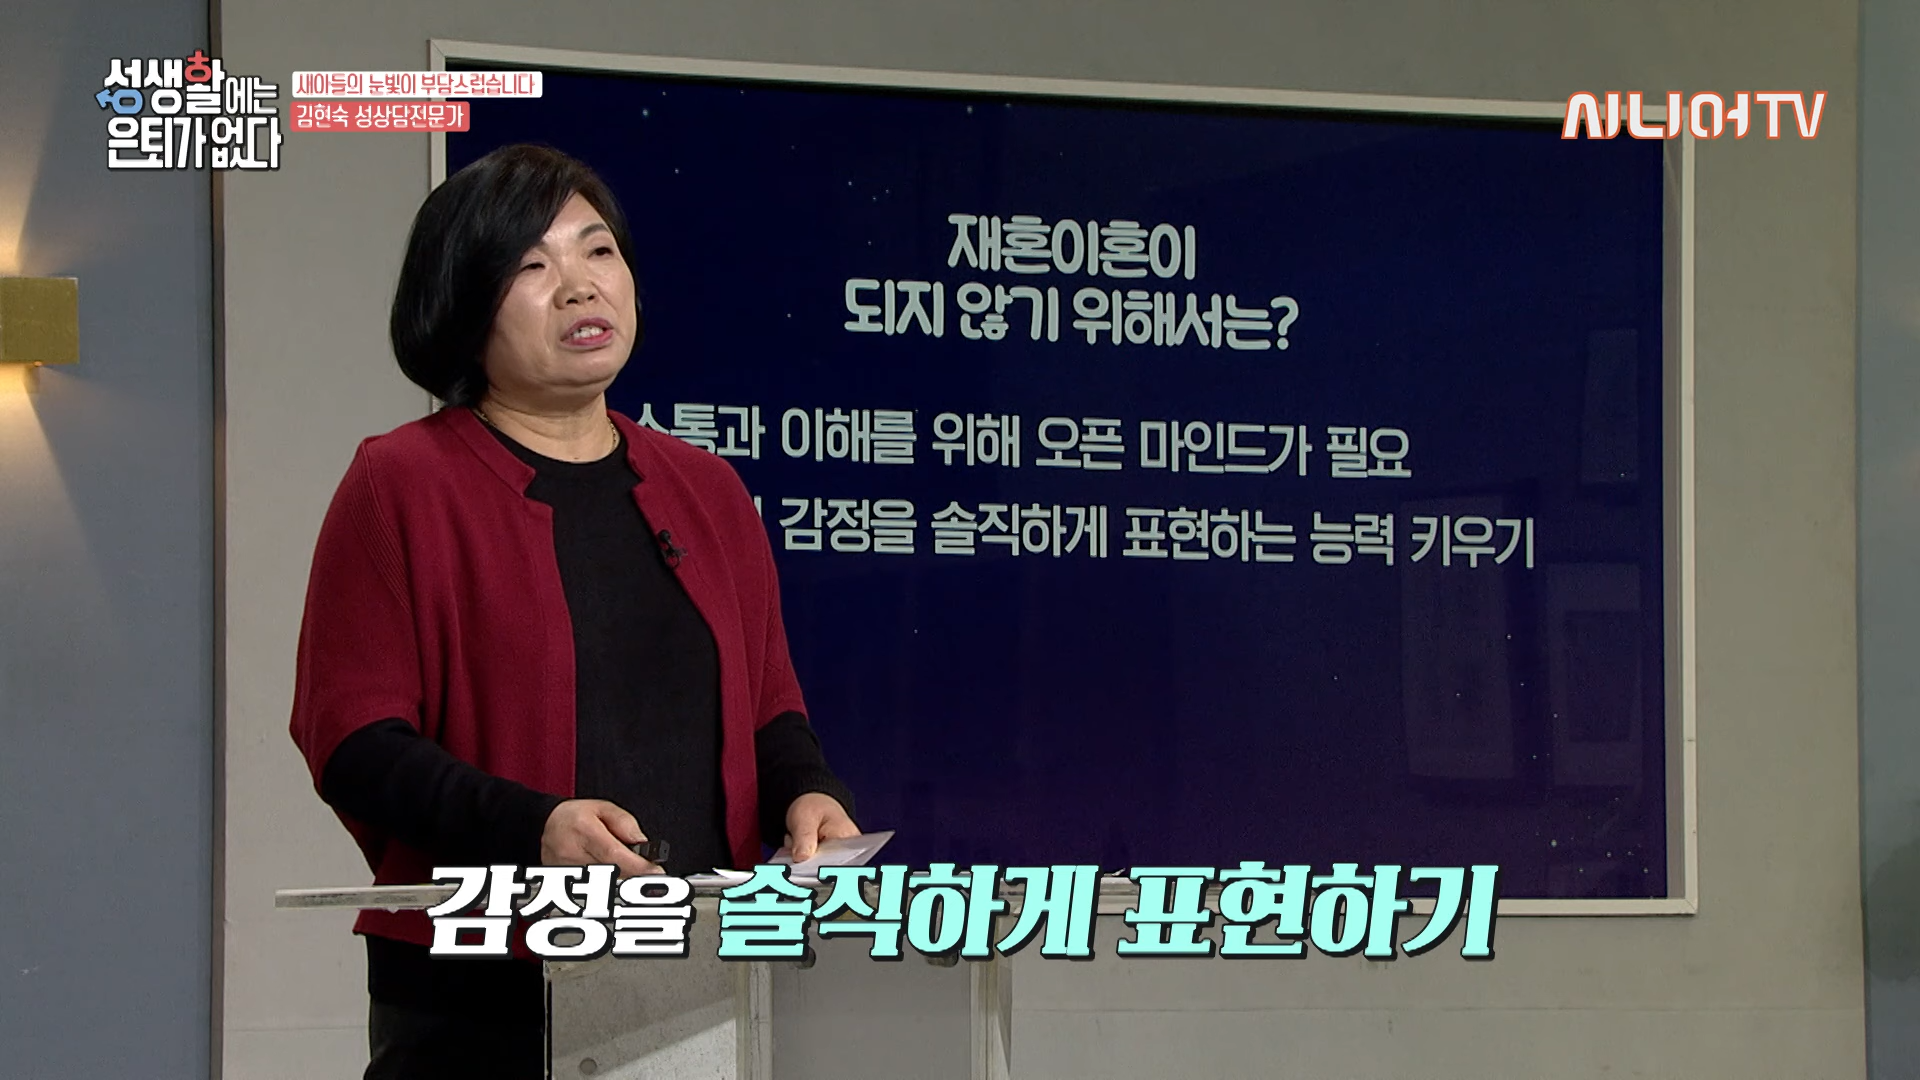 성생활에는
은퇴가 없다
새아들의 눈빛이 부담스럽습니다
김현숙 성상담전문가
시니어TV
재혼이혼이
되지 않기 위해서는?
소통과 이해를 위해 오픈 마인드가 필요
감정을 솔직하게 표현하는 능력 키우기
감정을 솔직하게 표현하기